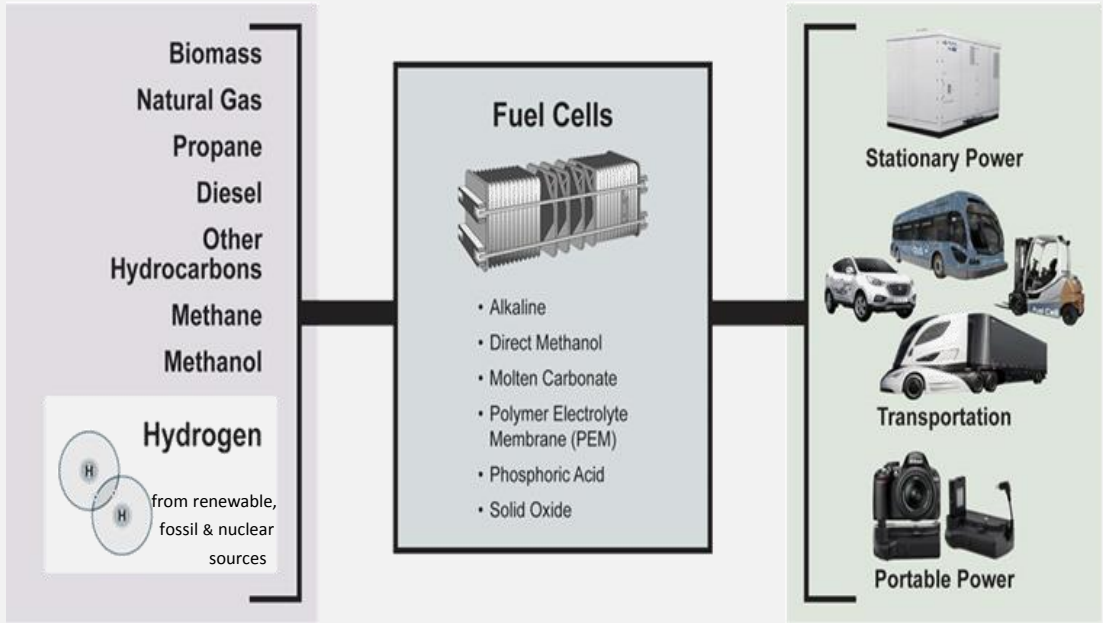 Biomass
Natural Gas
Propane
Diesel
Other
Hydrocarbons
Methane
Methanol
Hydrogen
H
H
from renewable,
fossil & nuclear
sources
Fuel Cells
• Alkaline
• Direct Methanol
• Molten Carbonate
• Polymer Electrolyte
Membrane (PEM)
• Phosphoric Acid
• Solid Oxide
Stationary Power
Transportation
Portable Power